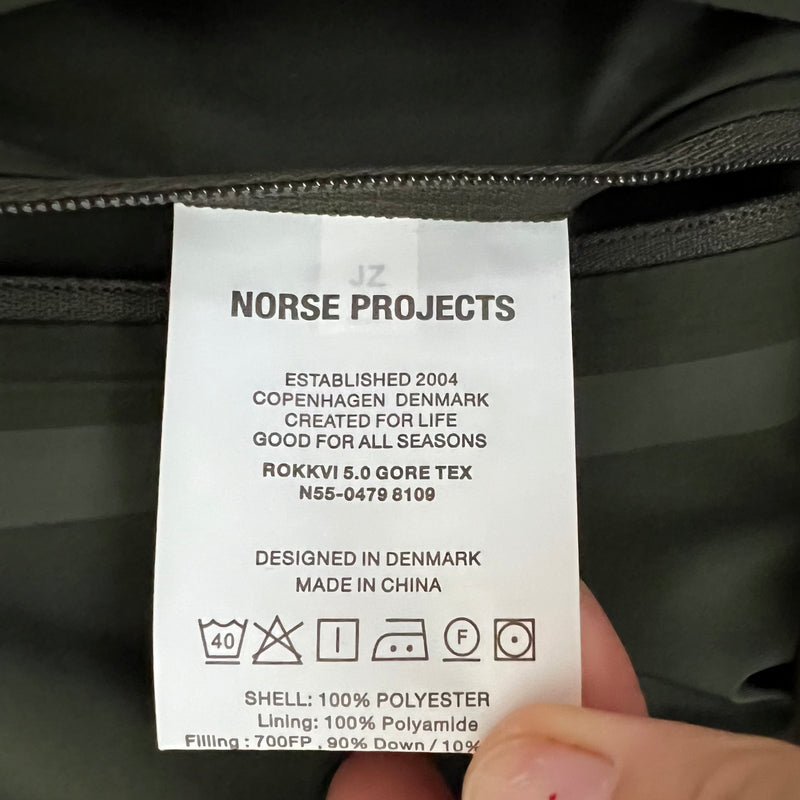 JZ
NORSE PROJECTS
ESTABLISHED 2004
COPENHAGEN DENMARK
CREATED FOR LIFE
GOOD FOR ALL SEASONS
ROKKVI 5.0 GORE TEX
N55-0479 8109
DESIGNED IN DENMARK
MADE IN CHINA
40 F
SHELL: 100% POLYESTER
Lining: 100% Polyamide
Filling : 700FP , 90% Down / 10%